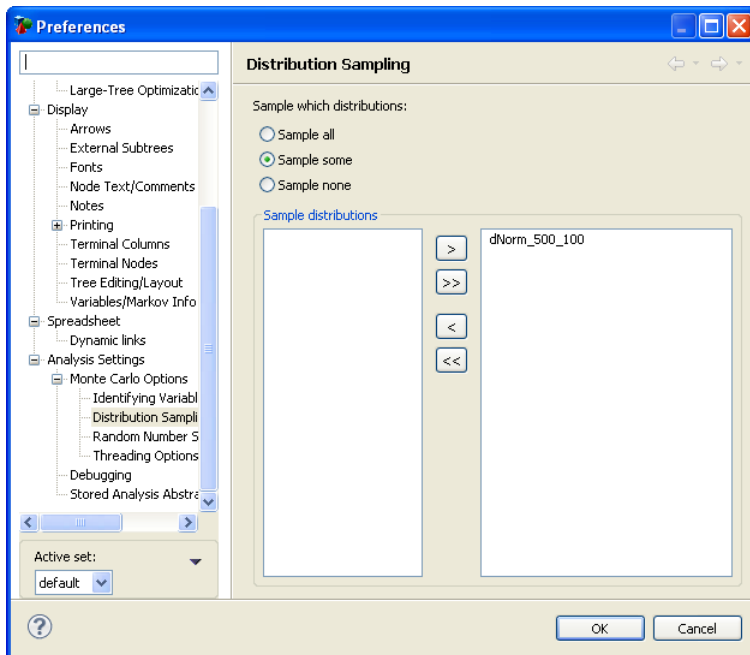 Preferences
Large-Tree Optimizatic
Display
Arrows
External Subtrees
Fonts
Node Text/Comments
Notes
Printing
Terminal Columns
Terminal Nodes
Tree Editing/Layout
Variables/Markov Info
Spreadsheet
Dynamic links
Analysis Settings
Monte Carlo Options
Identifying Variabl
Distribution Sampli
Random Number S
Threading Options
Debugging
Stored Analysis Abstra
Active set:
default
Distribution Sampling
Sample which distributions:
Sample all
Sample some
Sample none
Sample distributions
>
>>
<
<<
dNorm_500_100
?
OK
Cancel